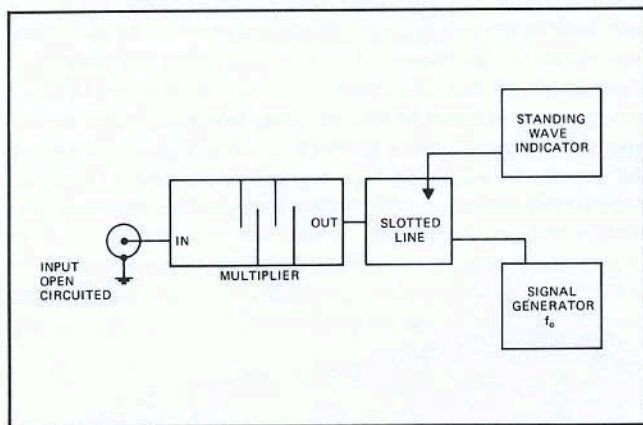 STANDING
WAVE
INDICATOR
OUT
SLOTTED
LINE
IN
MULTIPLIER
INPUT
OPEN
CIRCUITED
SIGNAL
GENERATOR
f₀